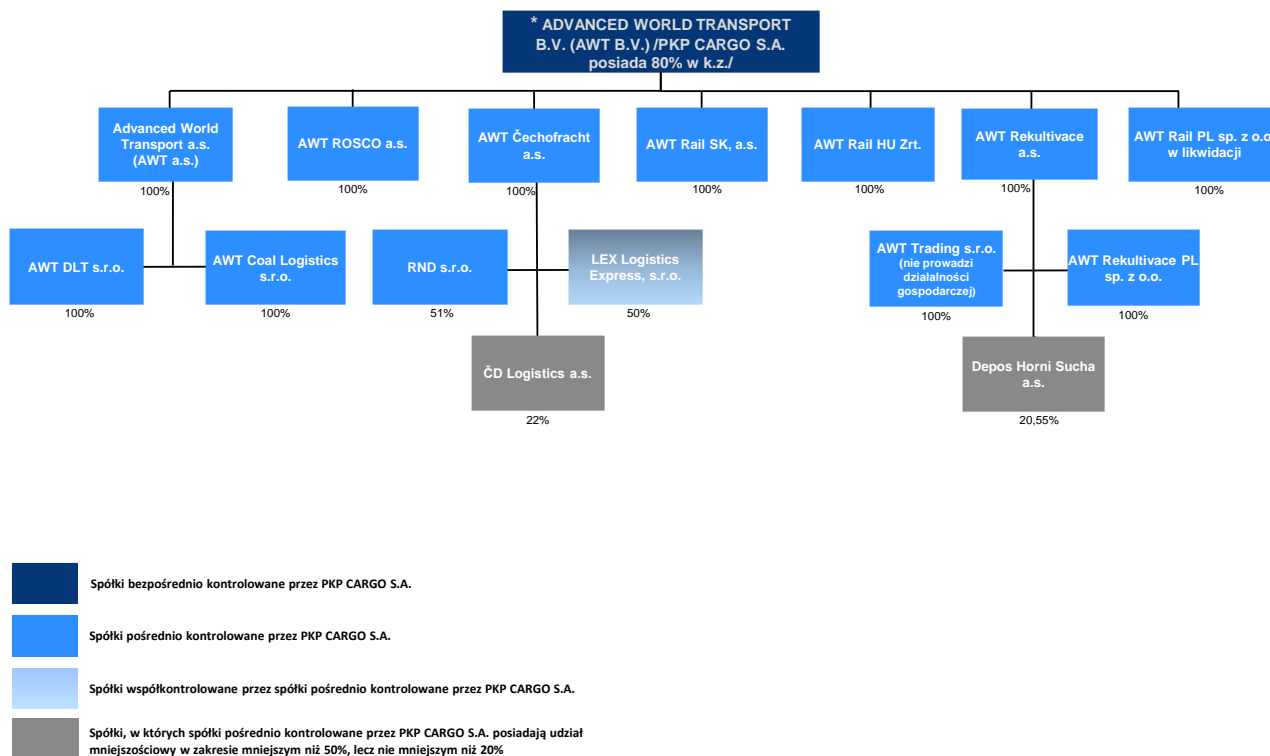 * ADVANCED WORLD TRANSPORT
B.V. (AWT B.V.) /PKP CARGO S.A.
posiada 80% w k.z./
Advanced World
Transport a.s.
(AWT a.s.)
100%
AWT ROSCO a.s.
100%
AWT Čechofracht
a.s.
100%
AWT Rail SK, a.s.
100%
AWT Rail HU Zrt.
100%
AWT Rekultivace
a.s.
100%
AWT Rail PL sp. z o.o.
w likwidacji
100%
AWT DLT s.r.o.
100%
AWT Coal Logistics
s.r.o.
100%
RND s.r.o.
51%
LEX Logistics
Express, s.r.o.
50%
AWT Trading s.r.o.
(nie prowadzi
działalności
gospodarczej)
100%
AWT Rekultivace PL
sp. z o.o.
100%
ČD Logistics a.s.
22%
Depos Horni Sucha
a.s.
20,55%
Spółki bezpośrednio kontrolowane przez PKP CARGO S.A.
Spółki pośrednio kontrolowane przez PKP CARGO S.A.
Spółki współkontrolowane przez spółki pośrednio kontrolowane przez PKP CARGO S.A.
Spółki, w których spółki pośrednio kontrolowane przez PKP CARGO S.A. posiadają udział
mniejszościowy w zakresie mniejszym niż 50%, lecz nie mniejszym niż 20%